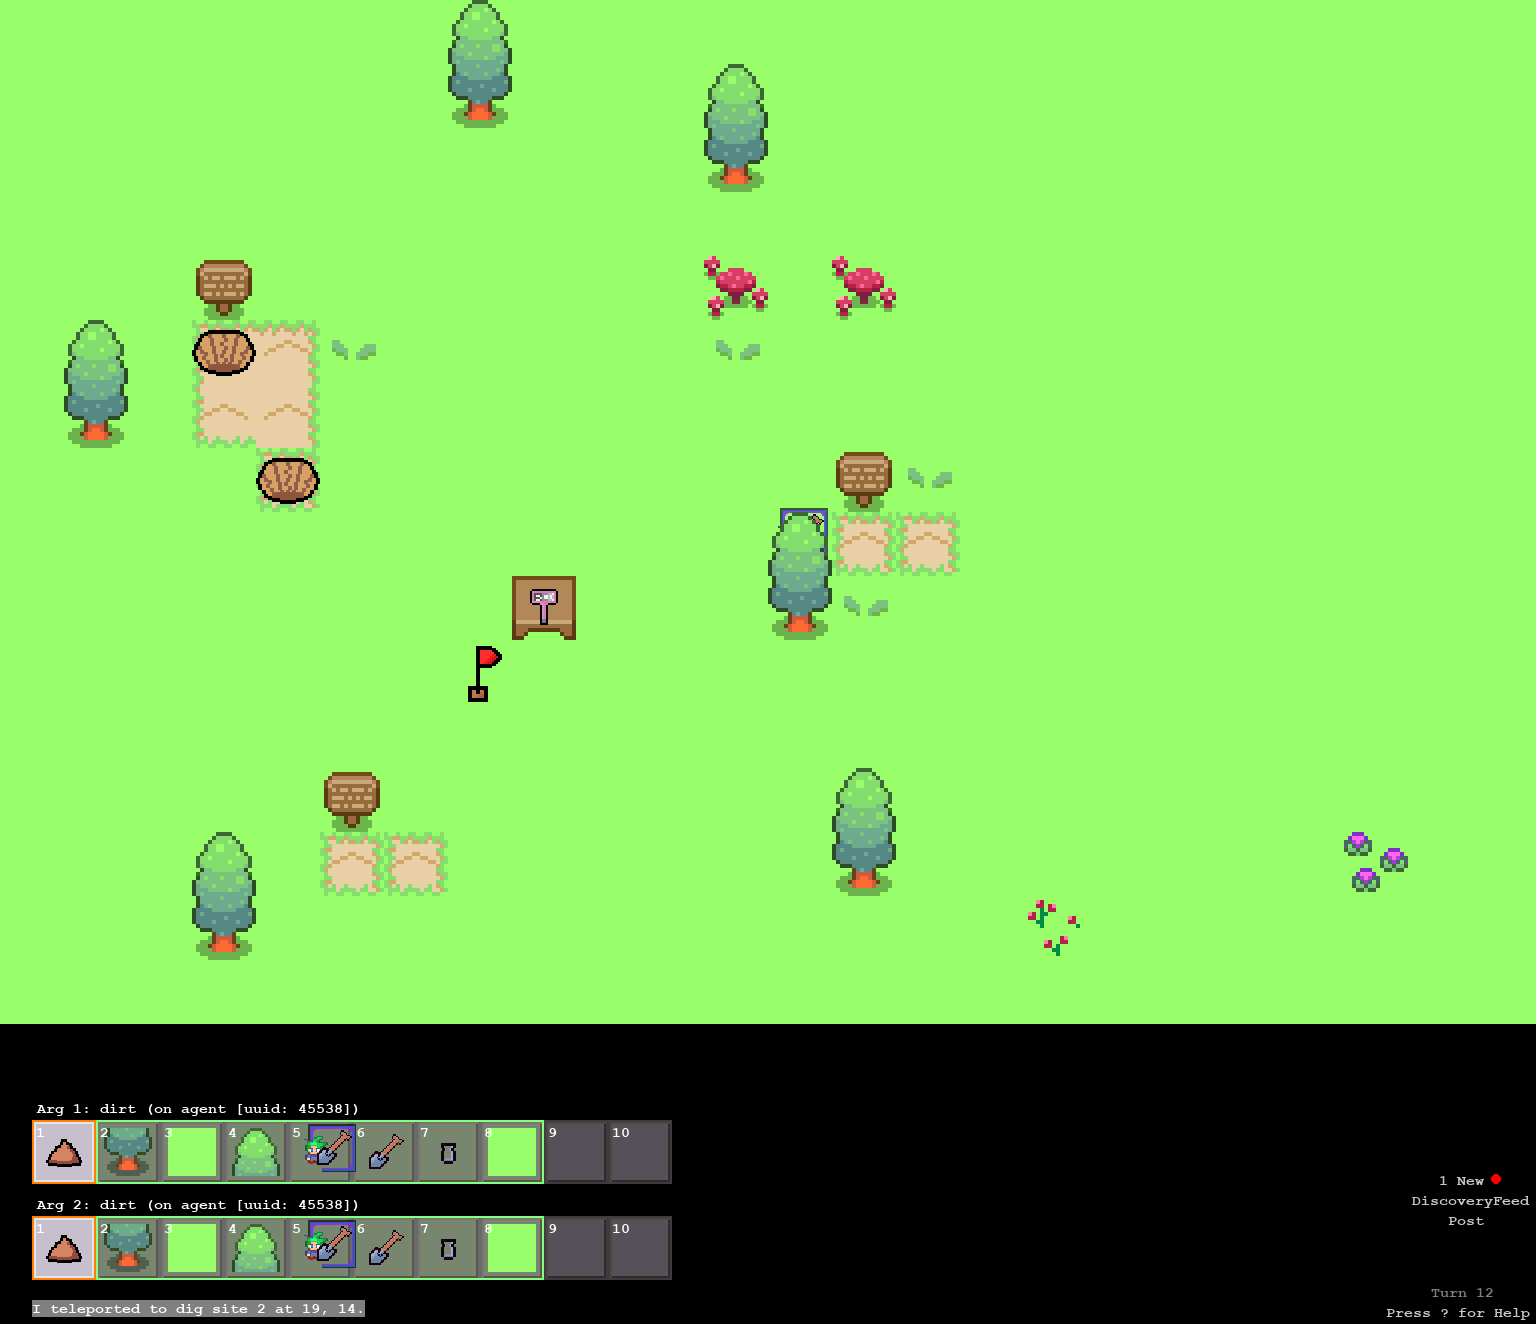 Arg 1: dirt (on agent [uuid: 45538])
1 2 3 4 5 6 7 8 9 10
Arg 2: dirt (on agent [uuid: 45538])
1 2 3 4 5 6 7 8 9 10
I teleported to dig site 2 at 19, 14.
1 New
DiscoveryFeed
Post
Turn 12
Press ? for Help